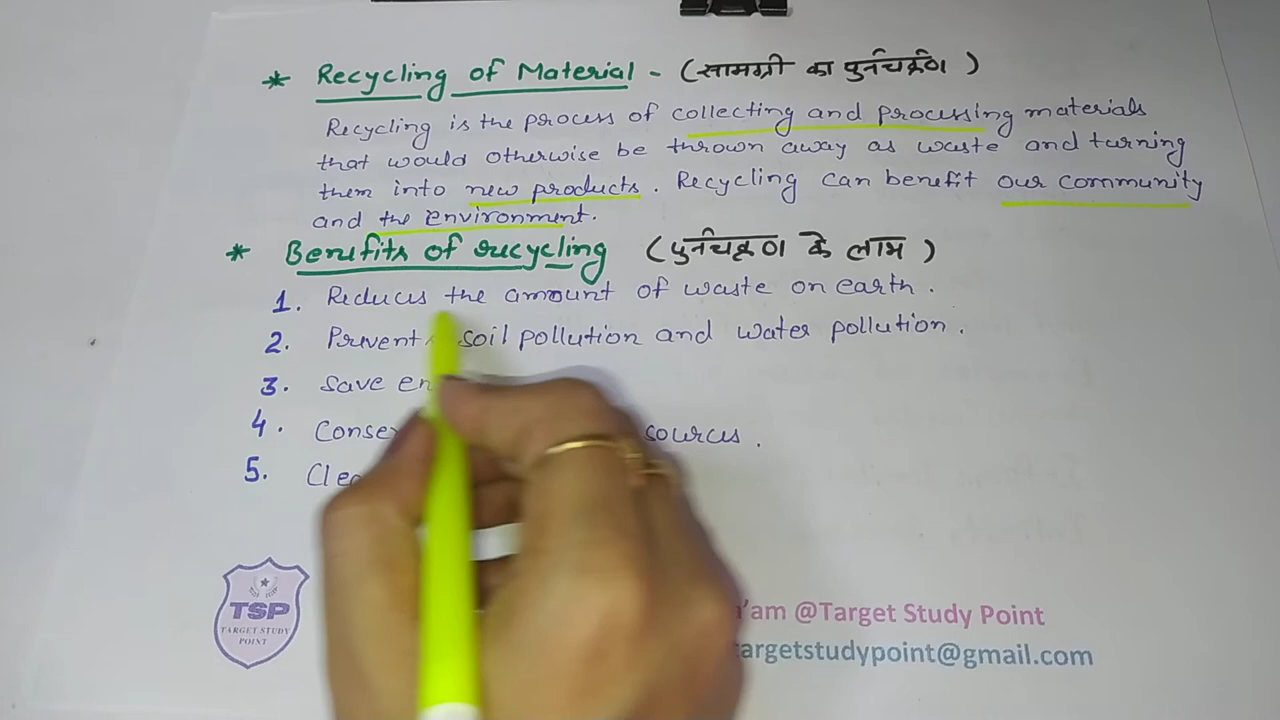 * Recycling of Material - (सामग्री का पुर्नचक्रण)
Recycling is the process of collecting and processing materials
that would otherwise be thrown away as waste and turning
them into new products. Recycling can benefit our community
and the environment.
* Benefits of recycling (पुर्नचक्रण के लाभ)
1. Reduces the amount of waste on earth.
2. Prevent soil pollution and water pollution.
3. Save
4.
5.
TSP
TARGET STUDY
POINT
@Target Study Point
targetstudypoint@gmail.com